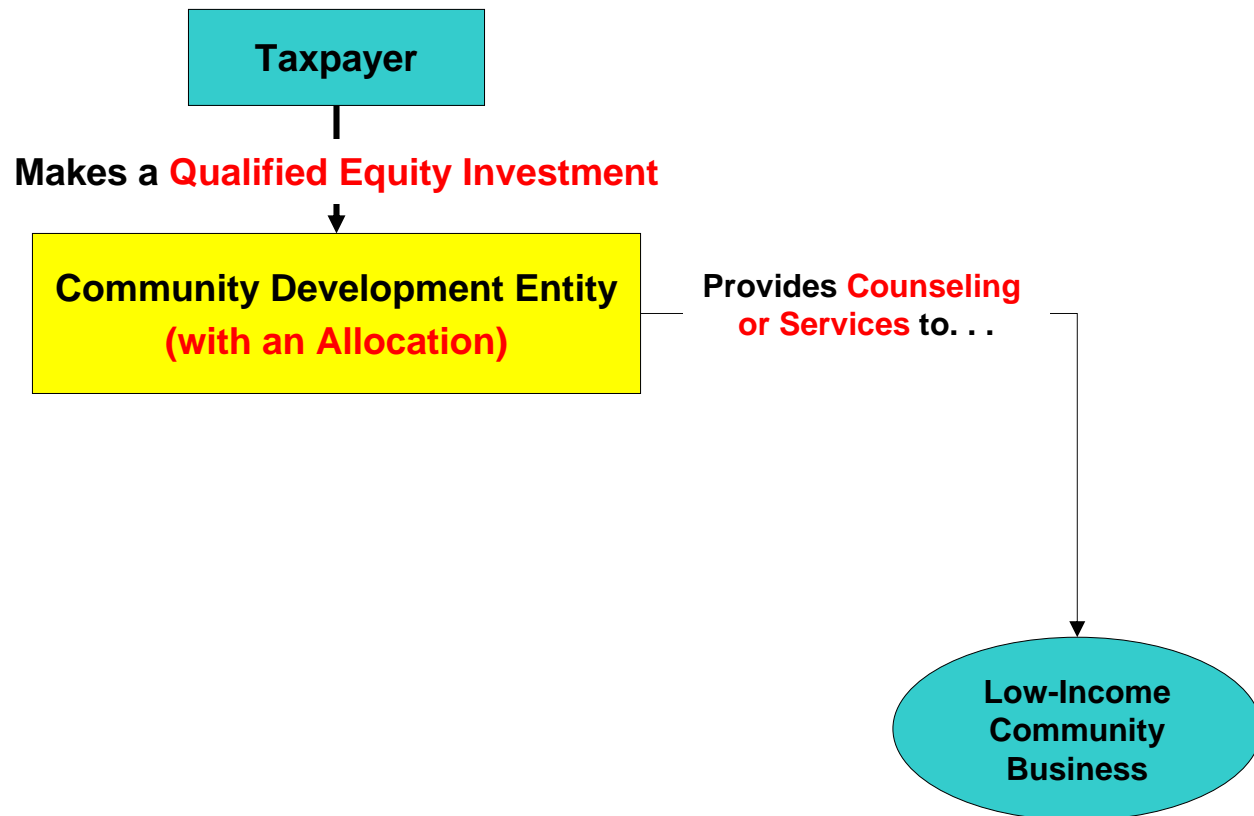 Taxpayer
Makes a Qualified Equity Investment
Community Development Entity
(with an Allocation)
Provides Counseling
or Services to. . .
Low-Income
Community
Business